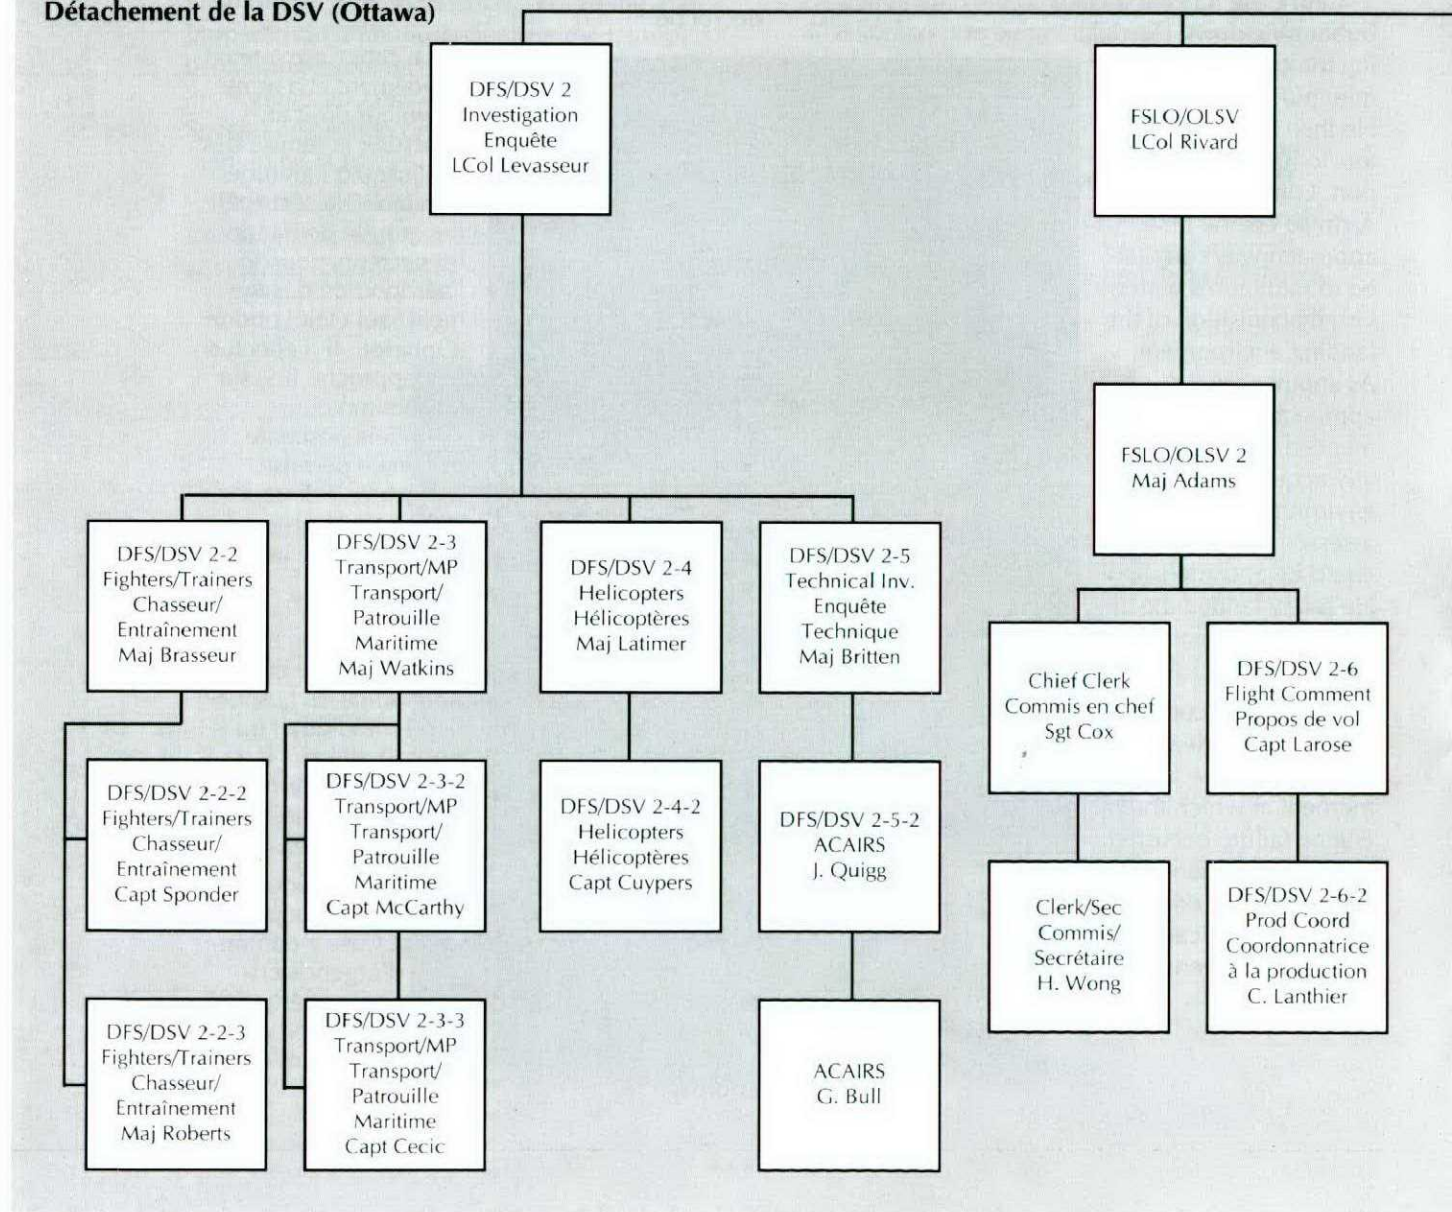 Détachement de la DSV (Ottawa)
DFS/DSV 2
Investigation
Enquête
LCol Levasseur
FSLO/OLSV
LCol Rivard
FSLO/OLSV 2
Maj Adams
DFS/DSV 2-2
Fighters/Trainers
Chasseur/
Entraînement
Maj Brasseur
DFS/DSV 2-3
Transport/MP
Transport/
Patrouille
Maritime
Maj Watkins
DFS/DSV 2-4
Helicopters
Hélicoptères
Maj Latimer
DFS/DSV 2-5
Technical Inv.
Enquête
Technique
Maj Britten
Chief Clerk
Commis en chef
Sgt Cox
DFS/DSV 2-6
Flight Comment
Propos de vol
Capt Larose
DFS/DSV 2-2-2
Fighters/Trainers
Chasseur/
Entraînement
Capt Sponder
DFS/DSV 2-3-2
Transport/MP
Transport/
Patrouille
Maritime
Capt McCarthy
DFS/DSV 2-4-2
Helicopters
Hélicoptères
Capt Cuypers
DFS/DSV 2-5-2
ACAIRS
J. Quigg
Clerk/Sec
Commis/
Secrétaire
H. Wong
DFS/DSV 2-6-2
Prod Coord
Coordonnatrice
à la production
C. Lanthier
DFS/DSV 2-2-3
Fighters/Trainers
Chasseur/
Entraînement
Maj Roberts
DFS/DSV 2-3-3
Transport/MP
Transport/
Patrouille
Maritime
Capt Cecic
ACAIRS
G. Bull